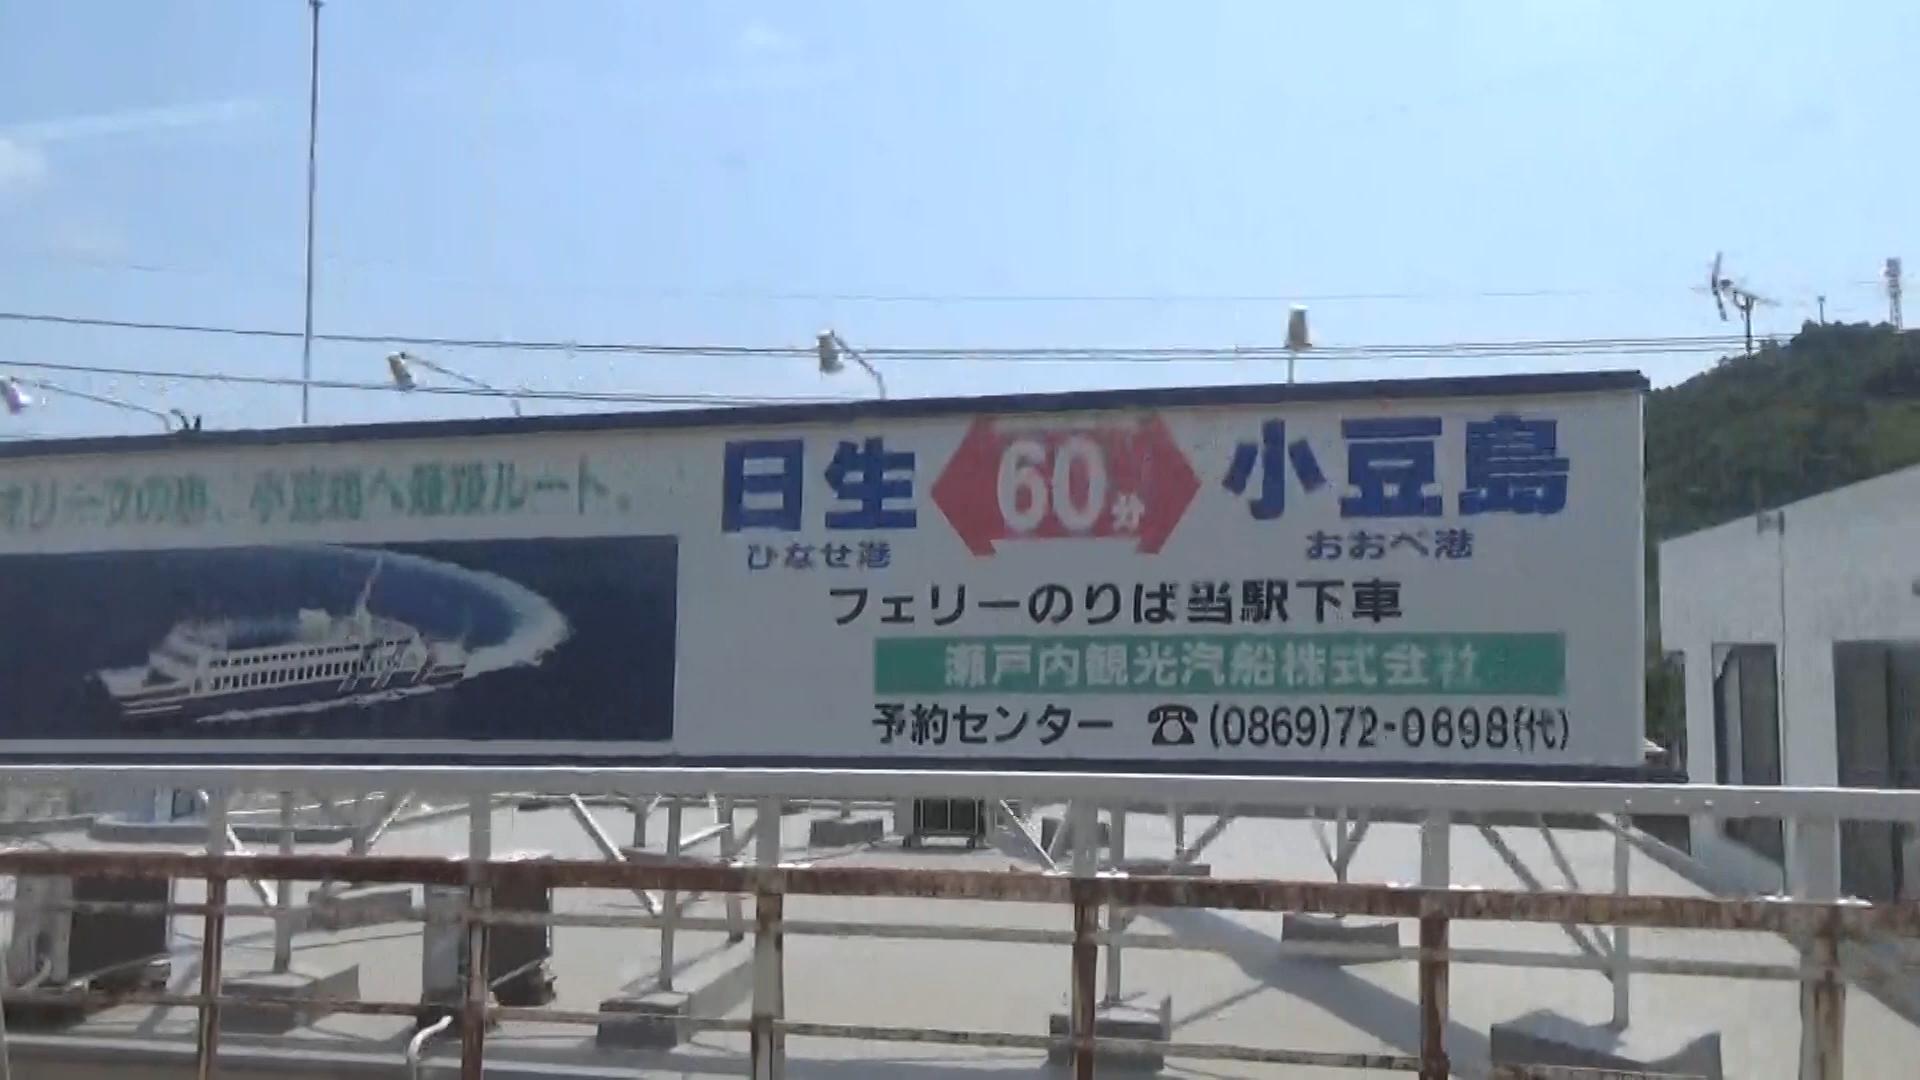 オリーブの島、小豆島へ最短ルート。
日生 60分 小豆島
ひなせ港 おおべ港
フェリーのりば当駅下車
瀬戸内観光汽船株式会社
予約センター ☎(0869)72-0698(代)